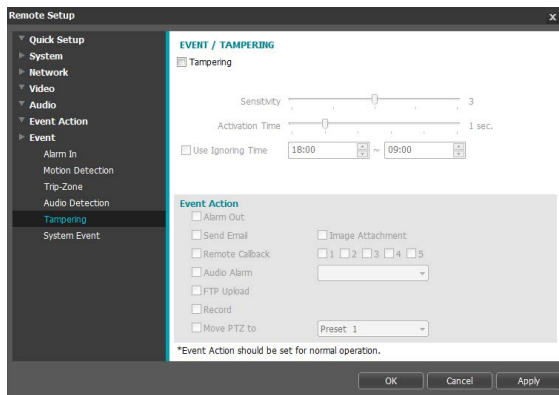 Remote Setup x
Quick Setup
System
Network
Video
Audio
Event Action
Event
Alarm In
Motion Detection
Trip-Zone
Audio Detection
Tampering
System Event
EVENT / TAMPERING
Tampering
Sensitivity 3
Activation Time 1 sec.
Use Ignoring Time 18:00 ~ 09:00
Event Action
Alarm Out
Send Email Image Attachment
Remote Callback 1 2 3 4 5
Audio Alarm
FTP Upload
Record
Move PTZ to Preset 1
*Event Action should be set for normal operation.
OK Cancel Apply